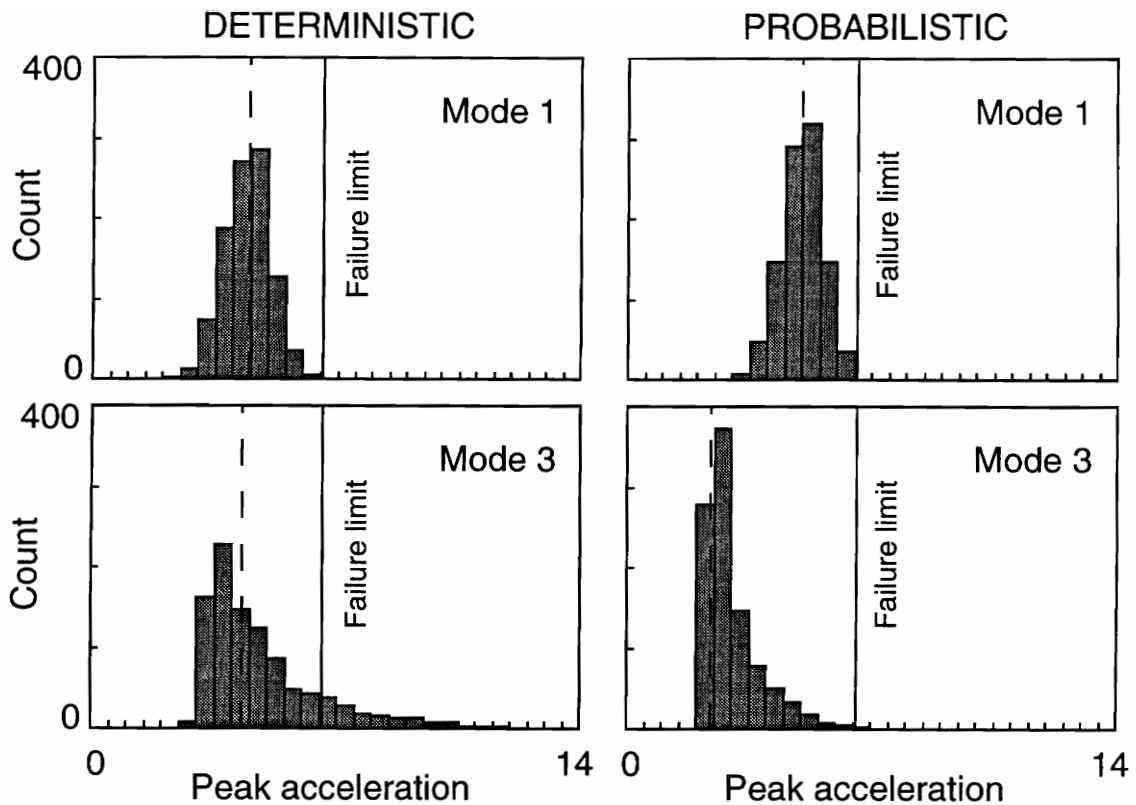 DETERMINISTIC
PROBABILISTIC
400
Mode 1
Failure limit
Count
0
Mode 1
Failure limit
400
Mode 3
Failure limit
Count
0
Mode 3
Failure limit
0
14
Peak acceleration
0
14
Peak acceleration